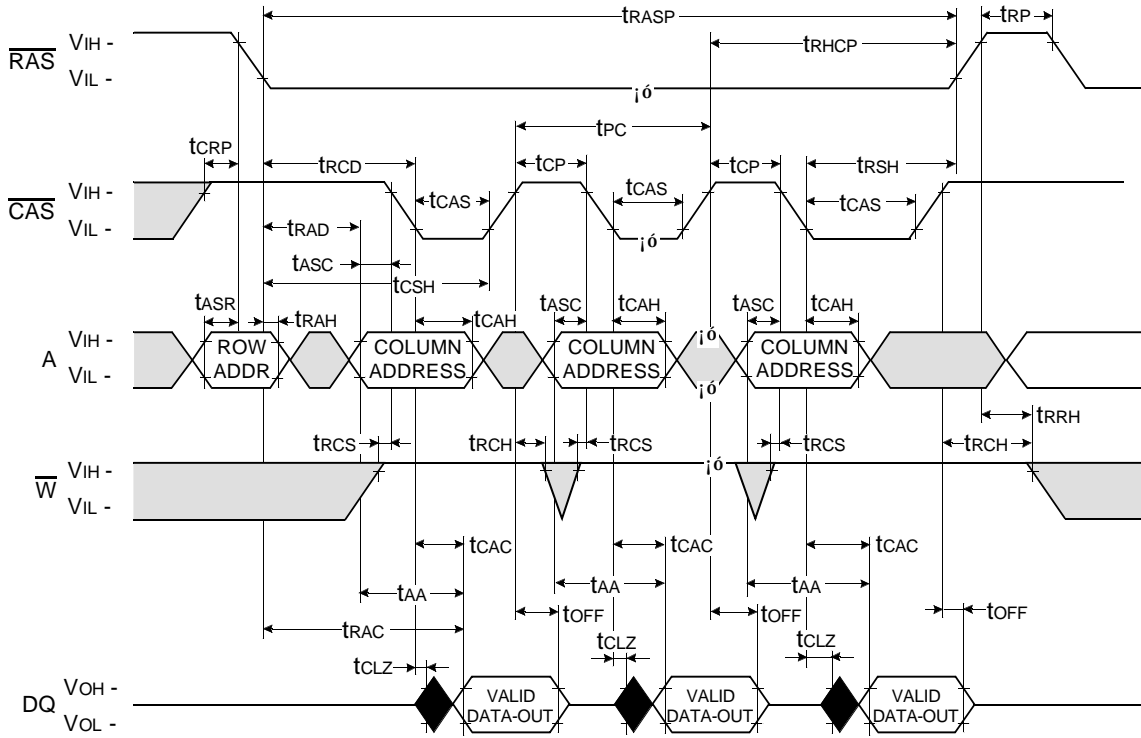 tRASP
tRP
VIH -
RAS
tRHCP
VIL -
¡ó
tPC
tCRP
tRCD
tCP
tCP
tRSH
VIH -
CAS
tCAS
tCAS
tCAS
VIL -
tRAD
¡ó
tASC
tCSH
tASR
tRAH
tCAH
tASC
tCAH
tASC
tCAH
VIH -
A
VIL -
ROW
ADDR
COLUMN
ADDRESS
COLUMN
ADDRESS
¡ó
¡ó
COLUMN
ADDRESS
tRRH
tRCS
tRCH
tRCS
tRCS
tRCH
VIH -
W
VIL -
¡ó
tCAC
tCAC
tCAC
tAA
tAA
tAA
tOFF
tOFF
tOFF
tRAC
tCLZ
tCLZ
tCLZ
VOH -
DQ
VOL -
VALID
DATA-OUT
VALID
DATA-OUT
VALID
DATA-OUT